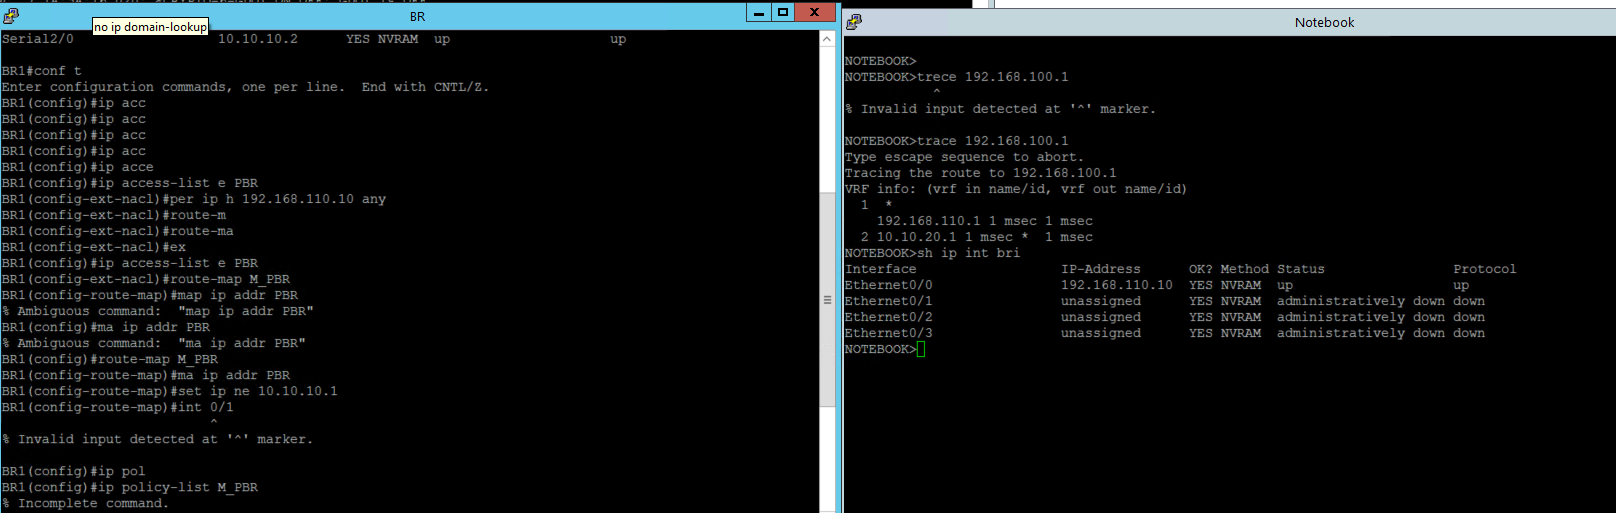 BR
no ip domain-lookup
Serial2/0 10.10.10.2 YES NVRAM up up
BR1#conf t
Enter configuration commands, one per line. End with CNTL/Z.
BR1(config)#ip acc
BR1(config)#ip acc
BR1(config)#ip acc
BR1(config)#ip acc
BR1(config)#ip acce
BR1(config)#ip access-list e PBR
BR1(config-ext-nacl)#per ip h 192.168.110.10 any
BR1(config-ext-nacl)#route-m
BR1(config-ext-nacl)#route-ma
BR1(config-ext-nacl)#ex
BR1(config)#ip access-list e PBR
BR1(config-ext-nacl)#route-map M_PBR
BR1(config-route-map)#map ip addr PBR
% Ambiguous command: "map ip addr PBR"
BR1(config)#ma ip addr PBR
% Ambiguous command: "ma ip addr PBR"
BR1(config)#route-map M_PBR
BR1(config-route-map)#ma ip addr PBR
BR1(config-route-map)#set ip ne 10.10.10.1
BR1(config-route-map)#int 0/1
^
% Invalid input detected at '^' marker.
BR1(config)#ip pol
BR1(config)#ip policy-list M_PBR
% Incomplete command.
Notebook
NOTEBOOK>
NOTEBOOK>trece 192.168.100.1
^
% Invalid input detected at '^' marker.
NOTEBOOK>trace 192.168.100.1
Type escape sequence to abort.
Tracing the route to 192.168.100.1
VRF info: (vrf in name/id, vrf out name/id)
1 *
192.168.110.1 1 msec 1 msec
2 10.10.20.1 1 msec * 1 msec
NOTEBOOK>sh ip int bri
Interface IP-Address OK? Method Status Protocol
Ethernet0/0 192.168.110.10 YES NVRAM up up
Ethernet0/1 unassigned YES NVRAM administratively down down
Ethernet0/2 unassigned YES NVRAM administratively down down
Ethernet0/3 unassigned YES NVRAM administratively down down
NOTEBOOK>